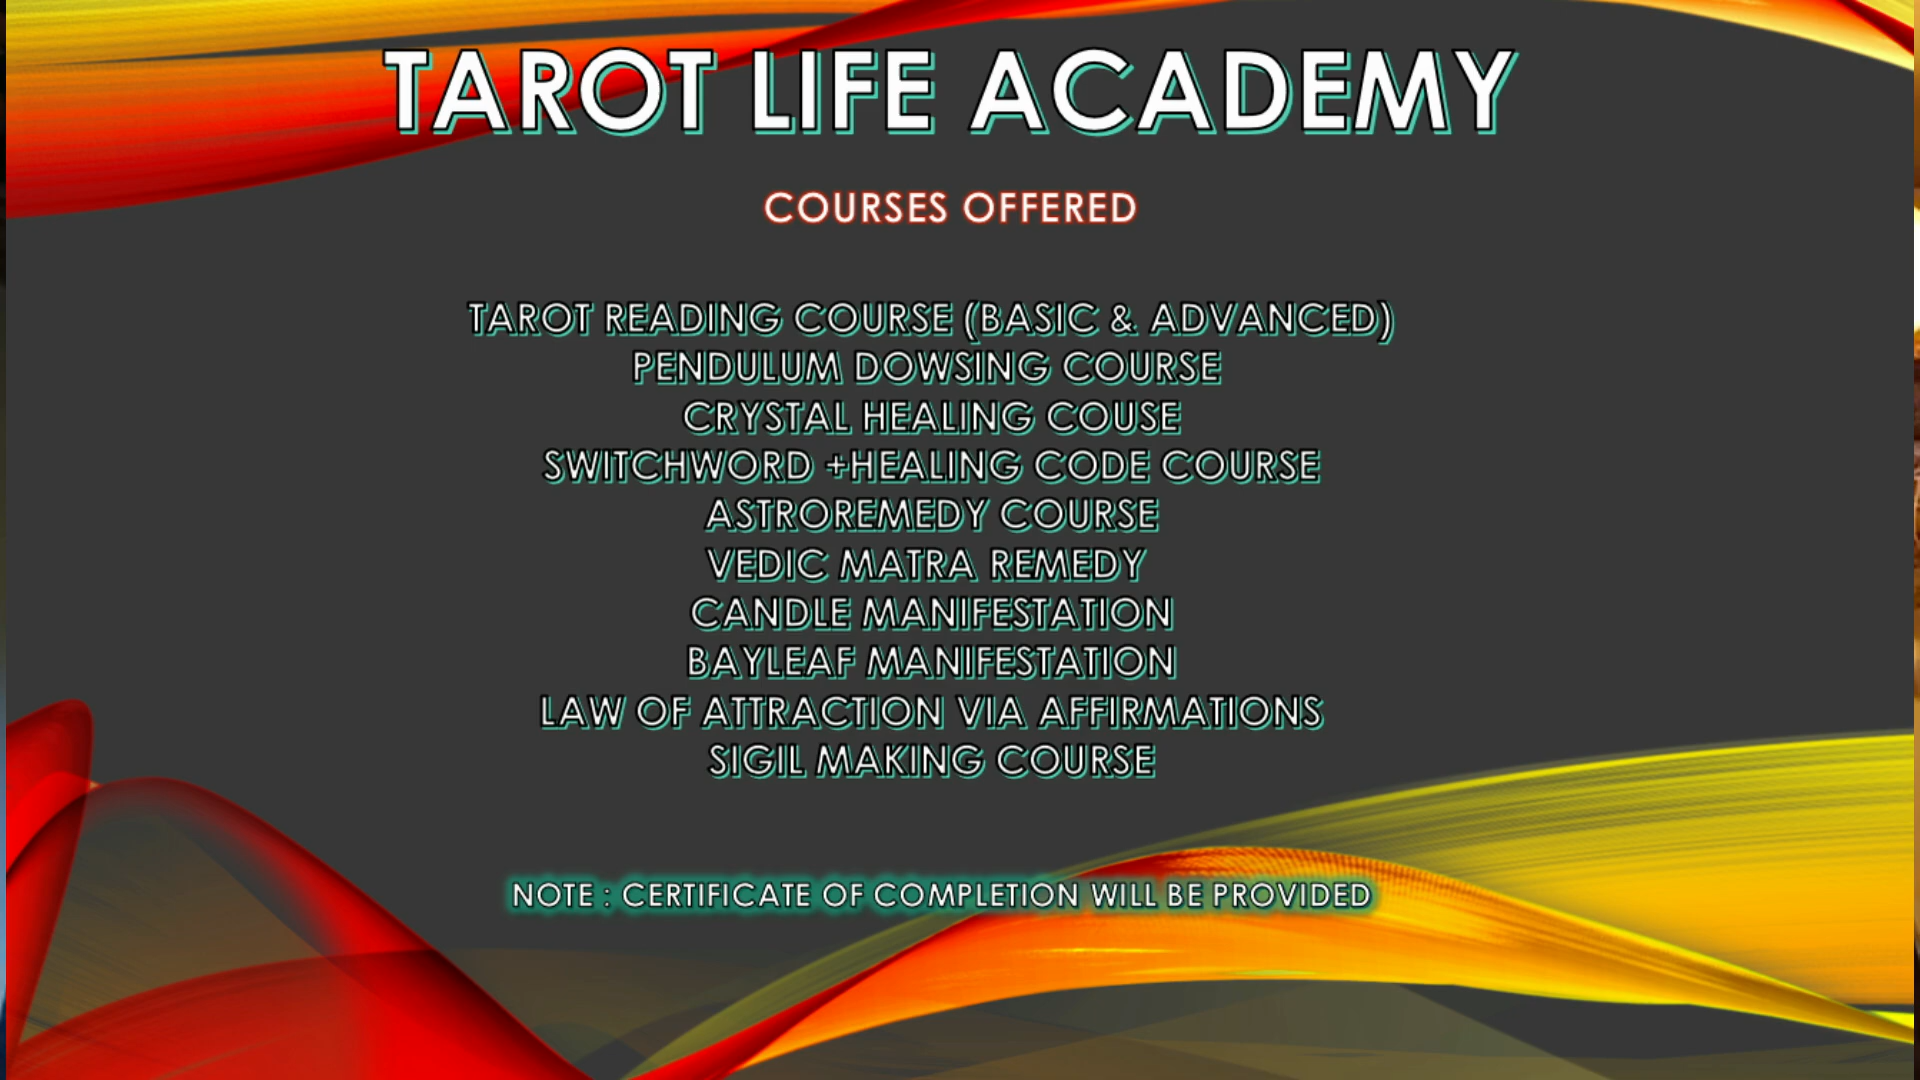 TAROT LIFE ACADEMY
COURSES OFFERED
TAROT READING COURSE (BASIC & ADVANCED)
PENDULUM DOWSING COURSE
CRYSTAL HEALING COUSE
SWITCHWORD +HEALING CODE COURSE
ASTROREMEDY COURSE
VEDIC MATRA REMEDY
CANDLE MANIFESTATION
BAYLEAF MANIFESTATION
LAW OF ATTRACTION VIA AFFIRMATIONS
SIGIL MAKING COURSE
NOTE : CERTIFICATE OF COMPLETION WILL BE PROVIDED